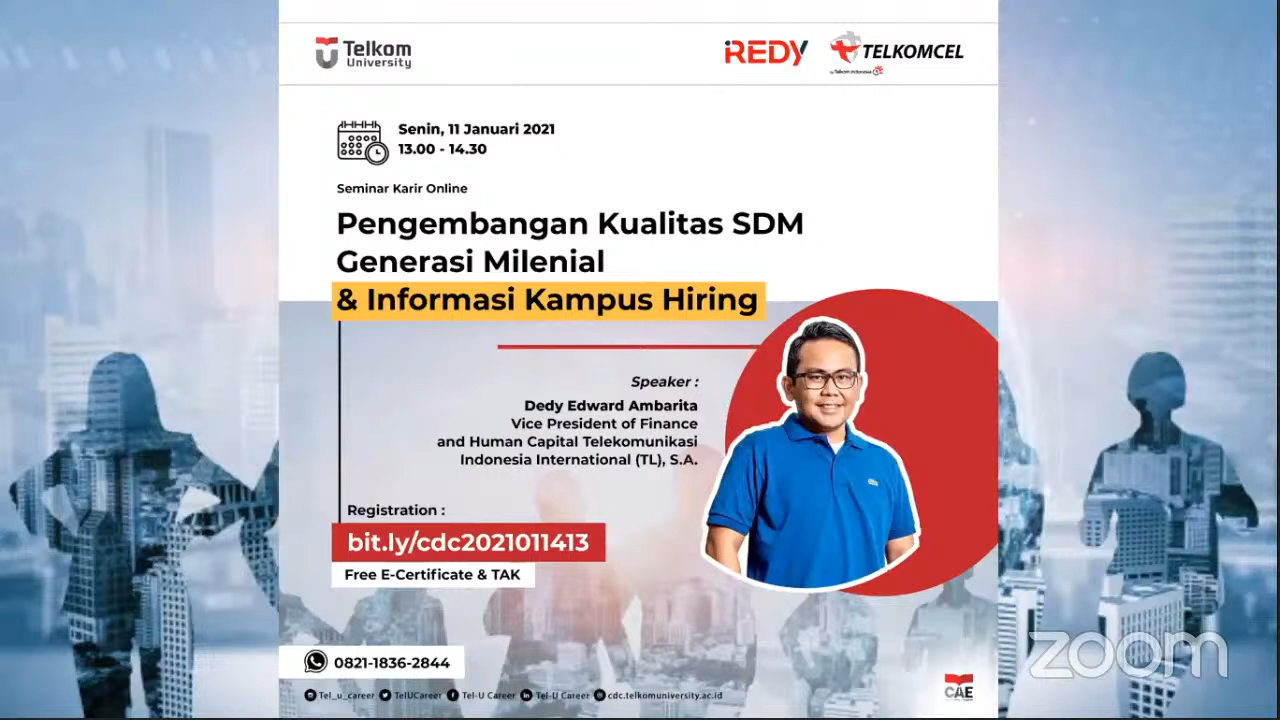 Telkom
University
REDY
TELKOMCEL
by Telkom Indonesia
Senin, 11 Januari 2021
13.00 - 14.30
Seminar Karir Online
Pengembangan Kualitas SDM
Generasi Milenial
& Informasi Kampus Hiring
Speaker :
Dedy Edward Ambarita
Vice President of Finance
and Human Capital Telekomunikasi
Indonesia International (TL), S.A.
Registration :
bit.ly/cdc2021011413
Free E-Certificate & TAK
0821-1836-2844
Tel_u_career TelUCareer Tel-U Career Tel-U Career cdc.telkomuniversity.ac.id
CAE
zoom